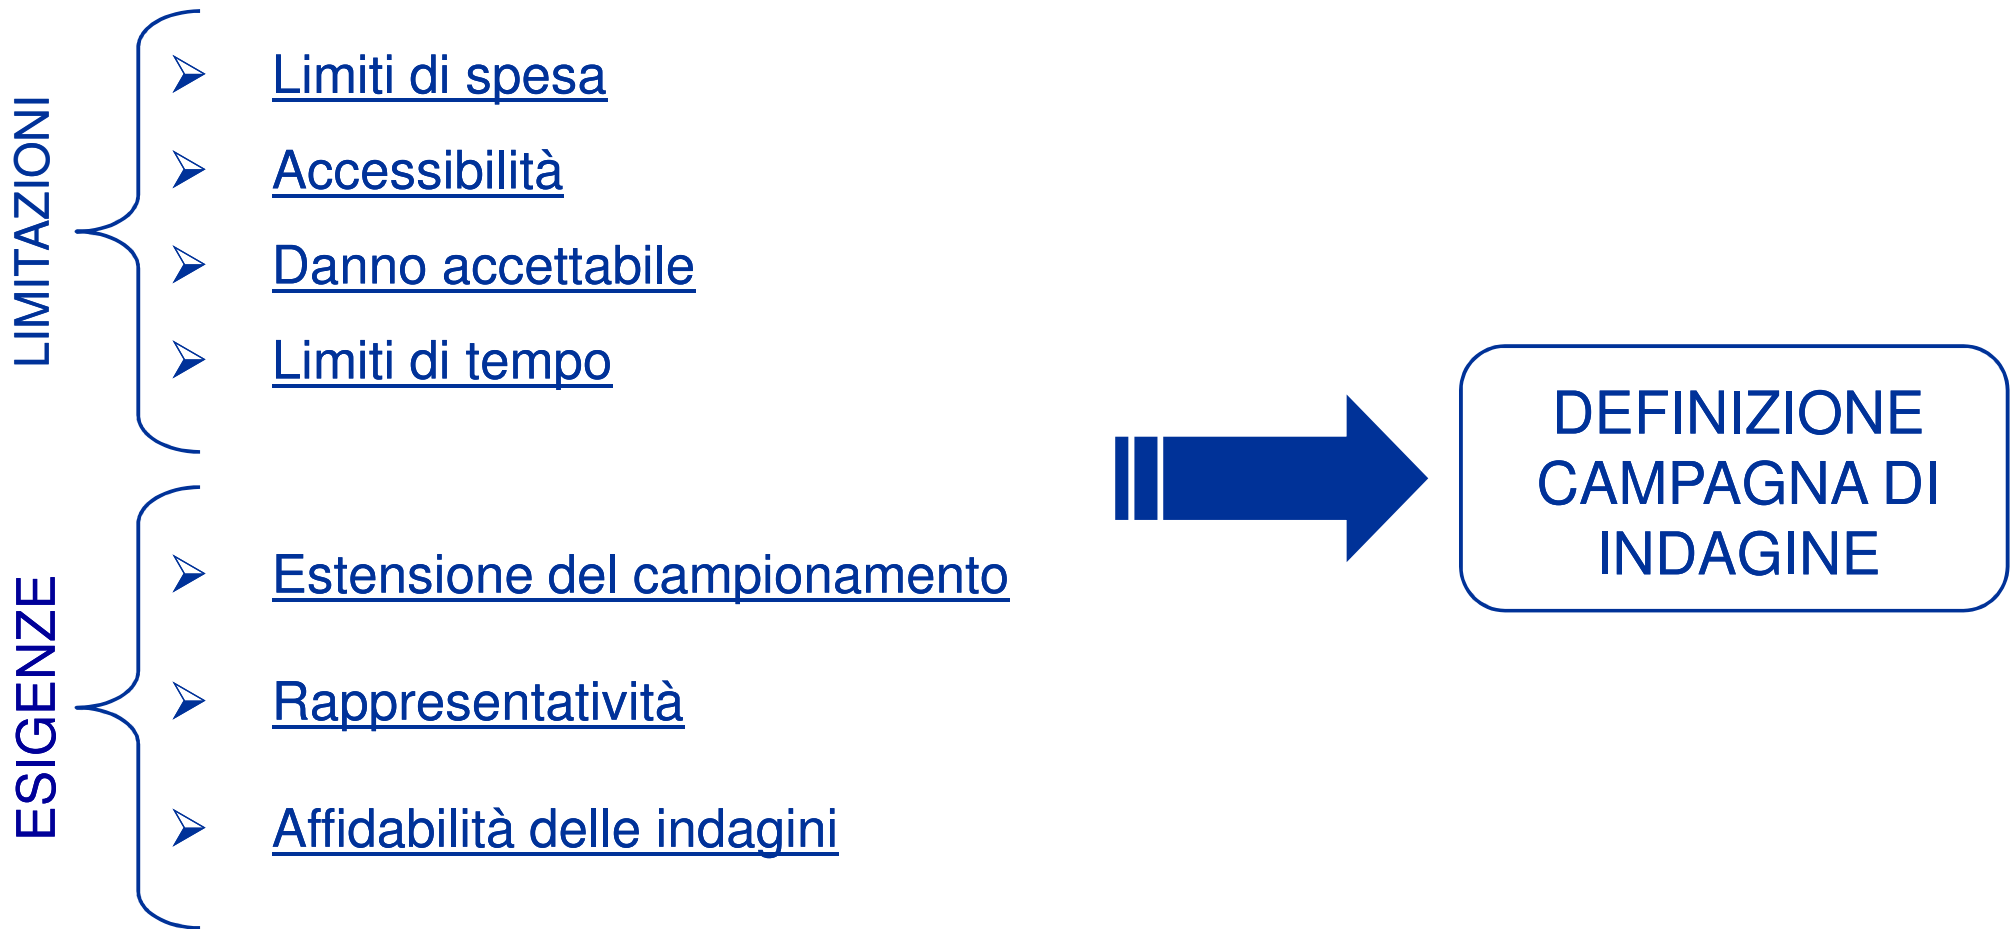 LIMITAZIONI
Limiti di spesa
Accessibilità
Danno accettabile
Limiti di tempo
ESIGENZE
Estensione del campionamento
Rappresentatività
Affidabilità delle indagini
DEFINIZIONE
CAMPAGNA DI
INDAGINE